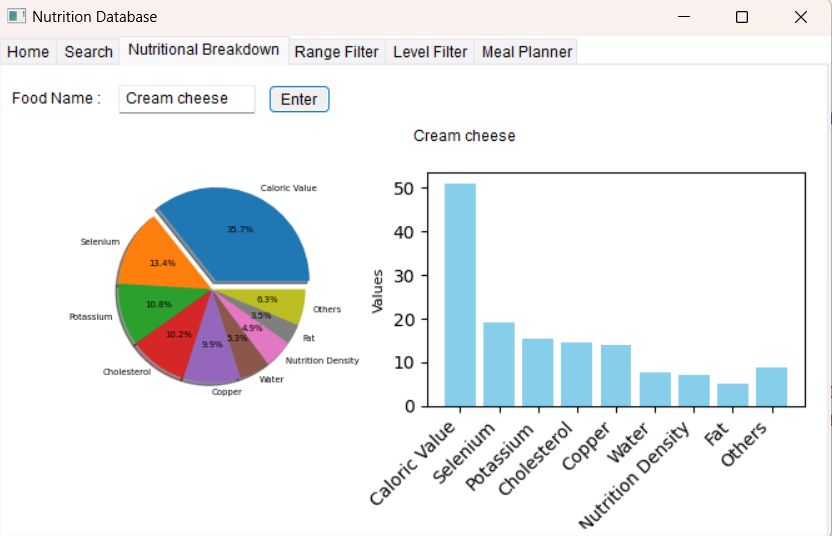 Nutrition Database
Home Search Nutritional Breakdown Range Filter Level Filter Meal Planner
Food Name : Cream cheese Enter
Cream cheese
Caloric Value
35.7%
Selenium
13.4%
Potassium
10.8%
Cholesterol
10.2%
Copper
9.9%
Water
5.3%
Nutrition Density
4.9%
Fat
3.5%
Others
6.3%
Values
50
40
30
20
10
0
Caloric Value
Selenium
Potassium
Cholesterol
Copper
Water
Nutrition Density
Fat
Others